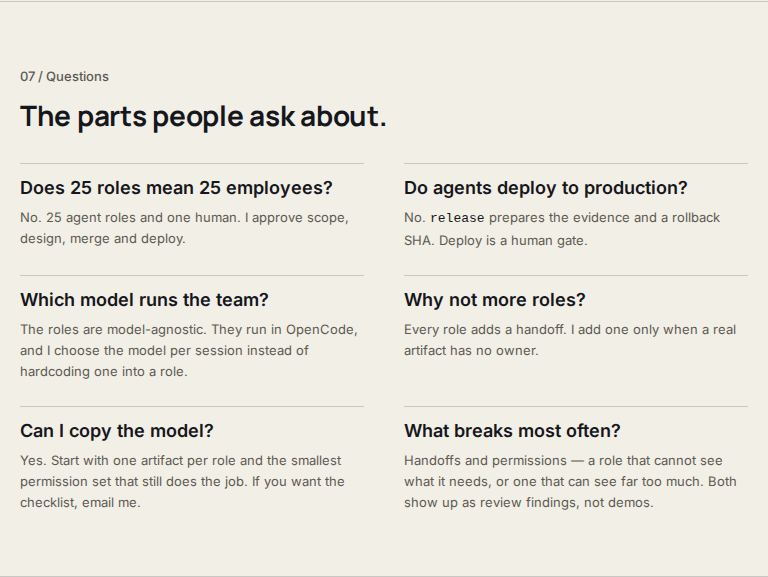 07 / Questions
The parts people ask about.
Does 25 roles mean 25 employees?
No. 25 agent roles and one human. I approve scope,
design, merge and deploy.
Do agents deploy to production?
No. release prepares the evidence and a rollback
SHA. Deploy is a human gate.
Which model runs the team?
The roles are model-agnostic. They run in OpenCode,
and I choose the model per session instead of
hardcoding one into a role.
Why not more roles?
Every role adds a handoff. I add one only when a real
artifact has no owner.
Can I copy the model?
Yes. Start with one artifact per role and the smallest
permission set that still does the job. If you want the
checklist, email me.
What breaks most often?
Handoffs and permissions — a role that cannot see
what it needs, or one that can see far too much. Both
show up as review findings, not demos.